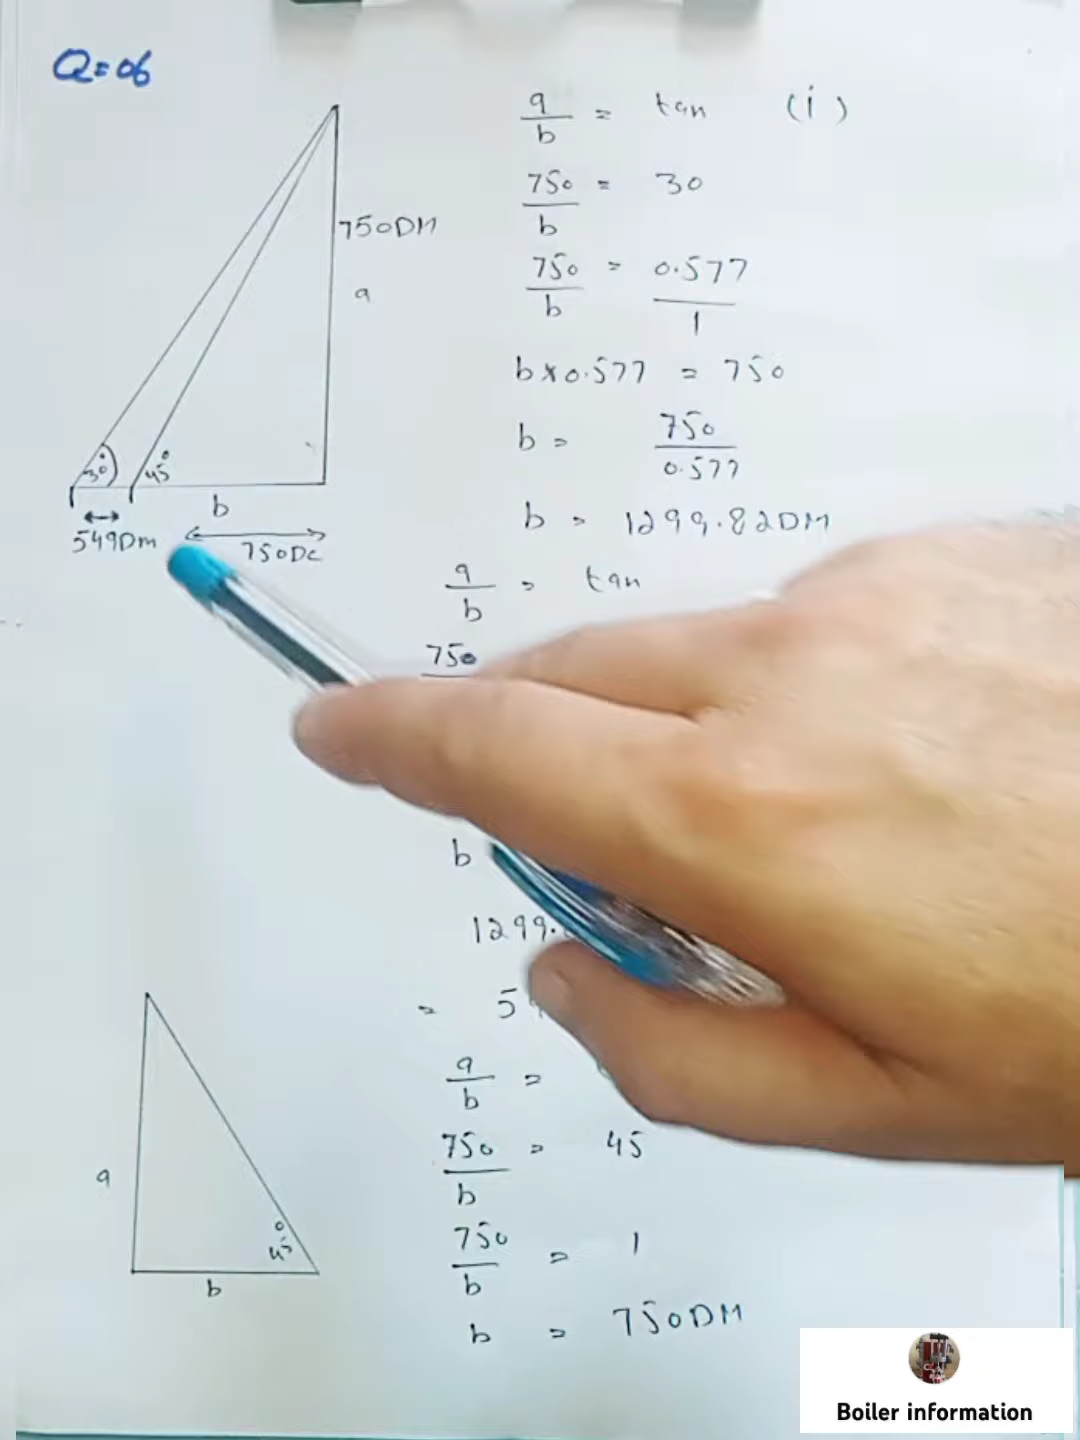 Q=06
a/b = tan (i)
750/b = 30
750/b = 0.577/1
b×0.577 = 750
b = 750/0.577
b = 1299.82DM
750DM
a
30°
45°
b
549Dm
750DC
a/b = tan
750
b
1299.
= 5
a/b =
750/b = 45
750/b = 1
b = 750DM
a
45°
b
Boiler information